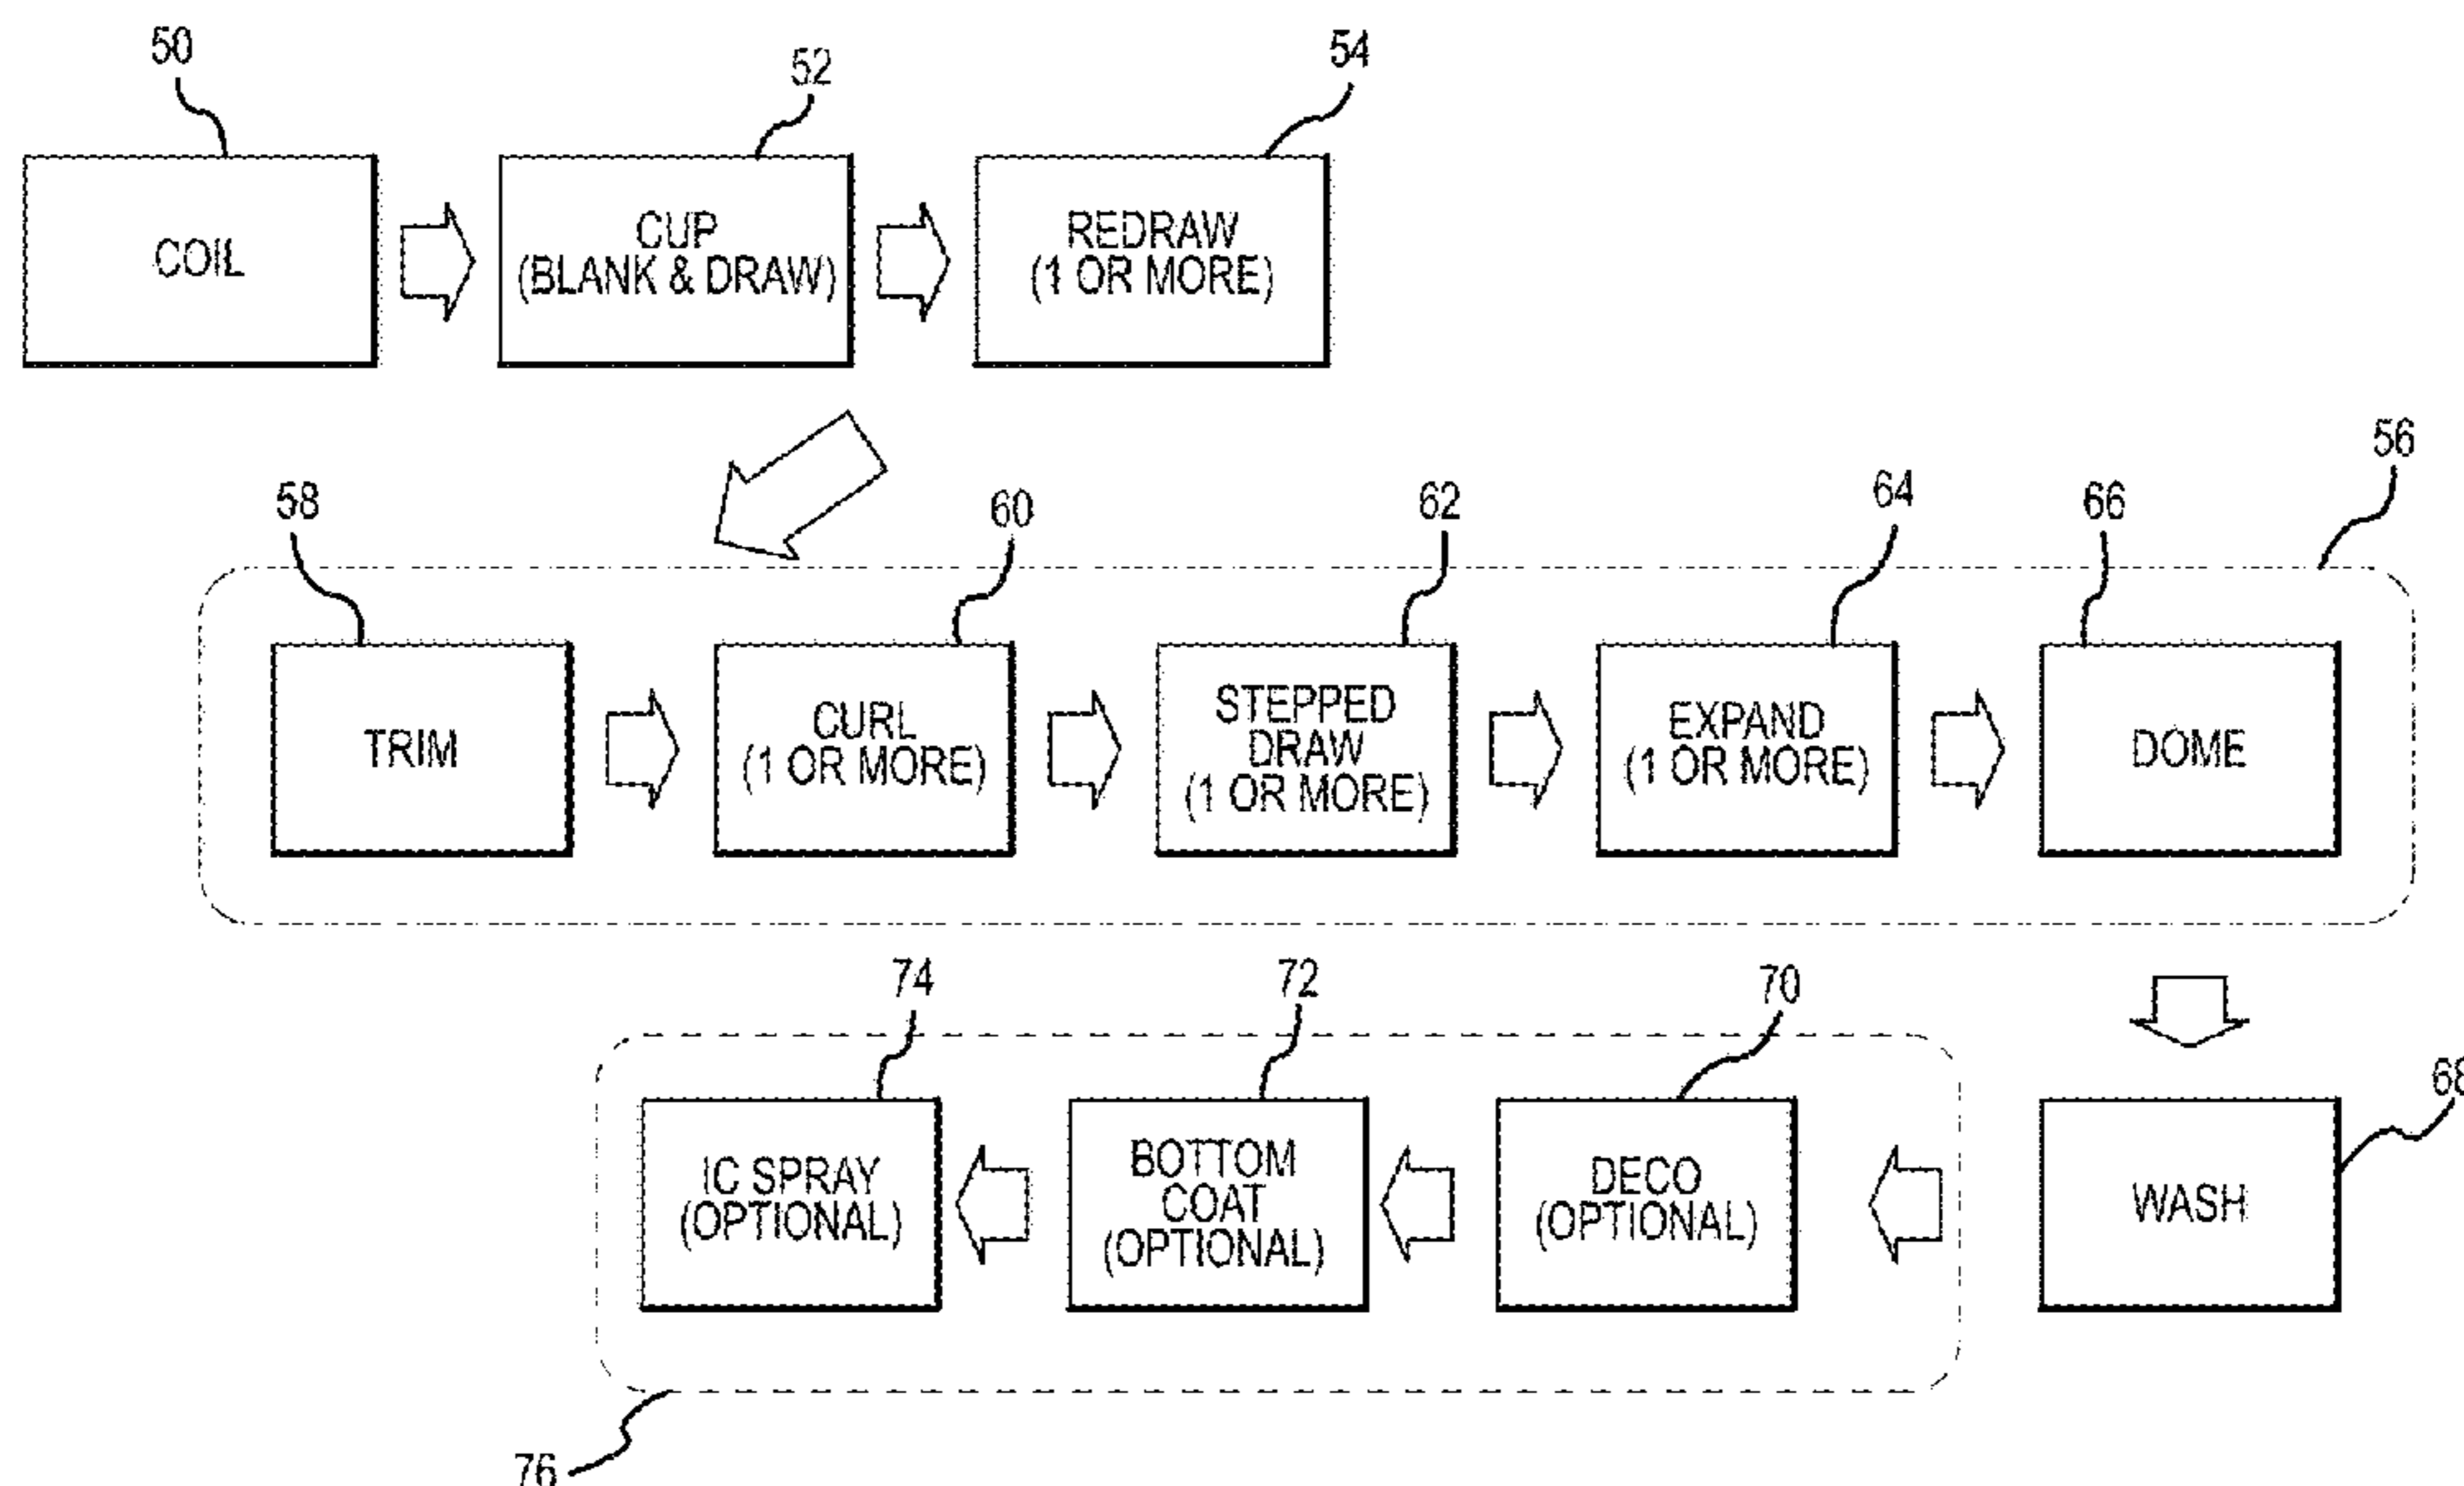 50
52
54
COIL
CUP
(BLANK & DRAW)
REDRAW
(1 OR MORE)
56
58
60
62
64
66
TRIM
CURL
(1 OR MORE)
STEPPED
DRAW
(1 OR MORE)
EXPAND
(1 OR MORE)
DOME
74
72
70
68
IC SPRAY
(OPTIONAL)
BOTTOM
COAT
(OPTIONAL)
DECO
(OPTIONAL)
WASH
76